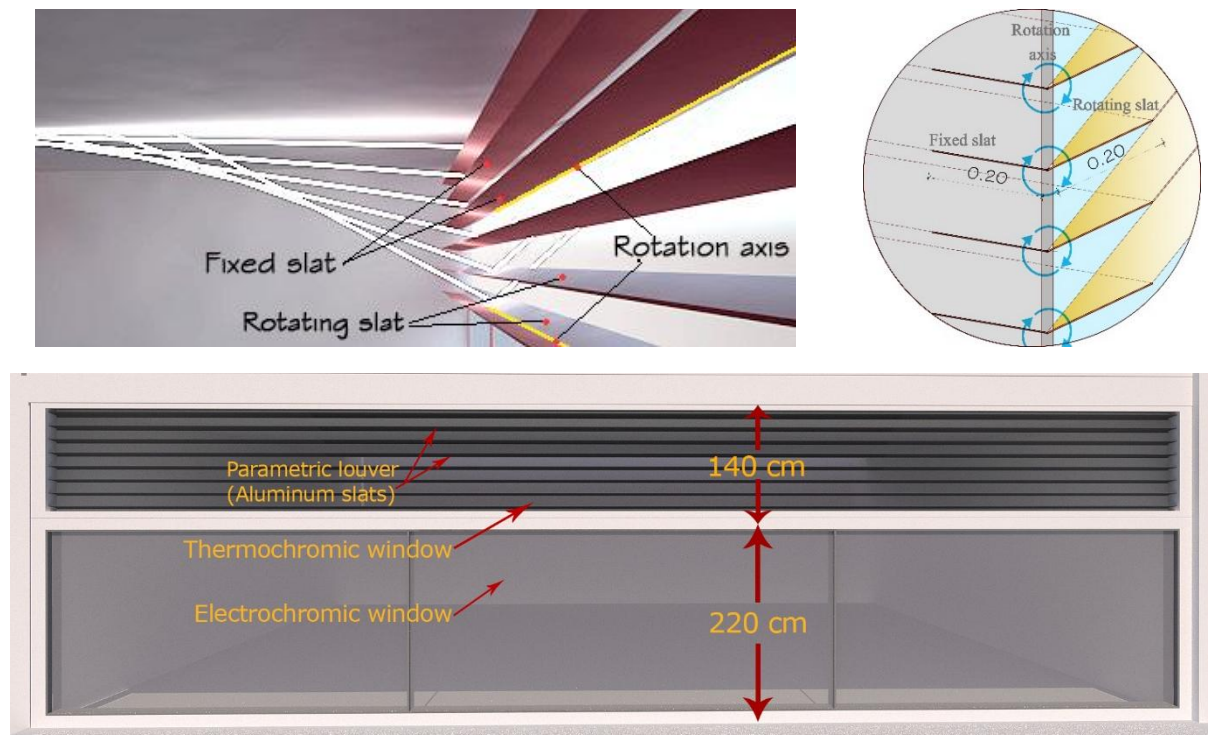 Fixed slat
Rotation axis
Rotating slat
Rotation
axis
Rotating slat
Fixed slat
0.20
0.20
Parametric louver
(Aluminum slats)
140 cm
Thermochromic window
Electrochromic window
220 cm